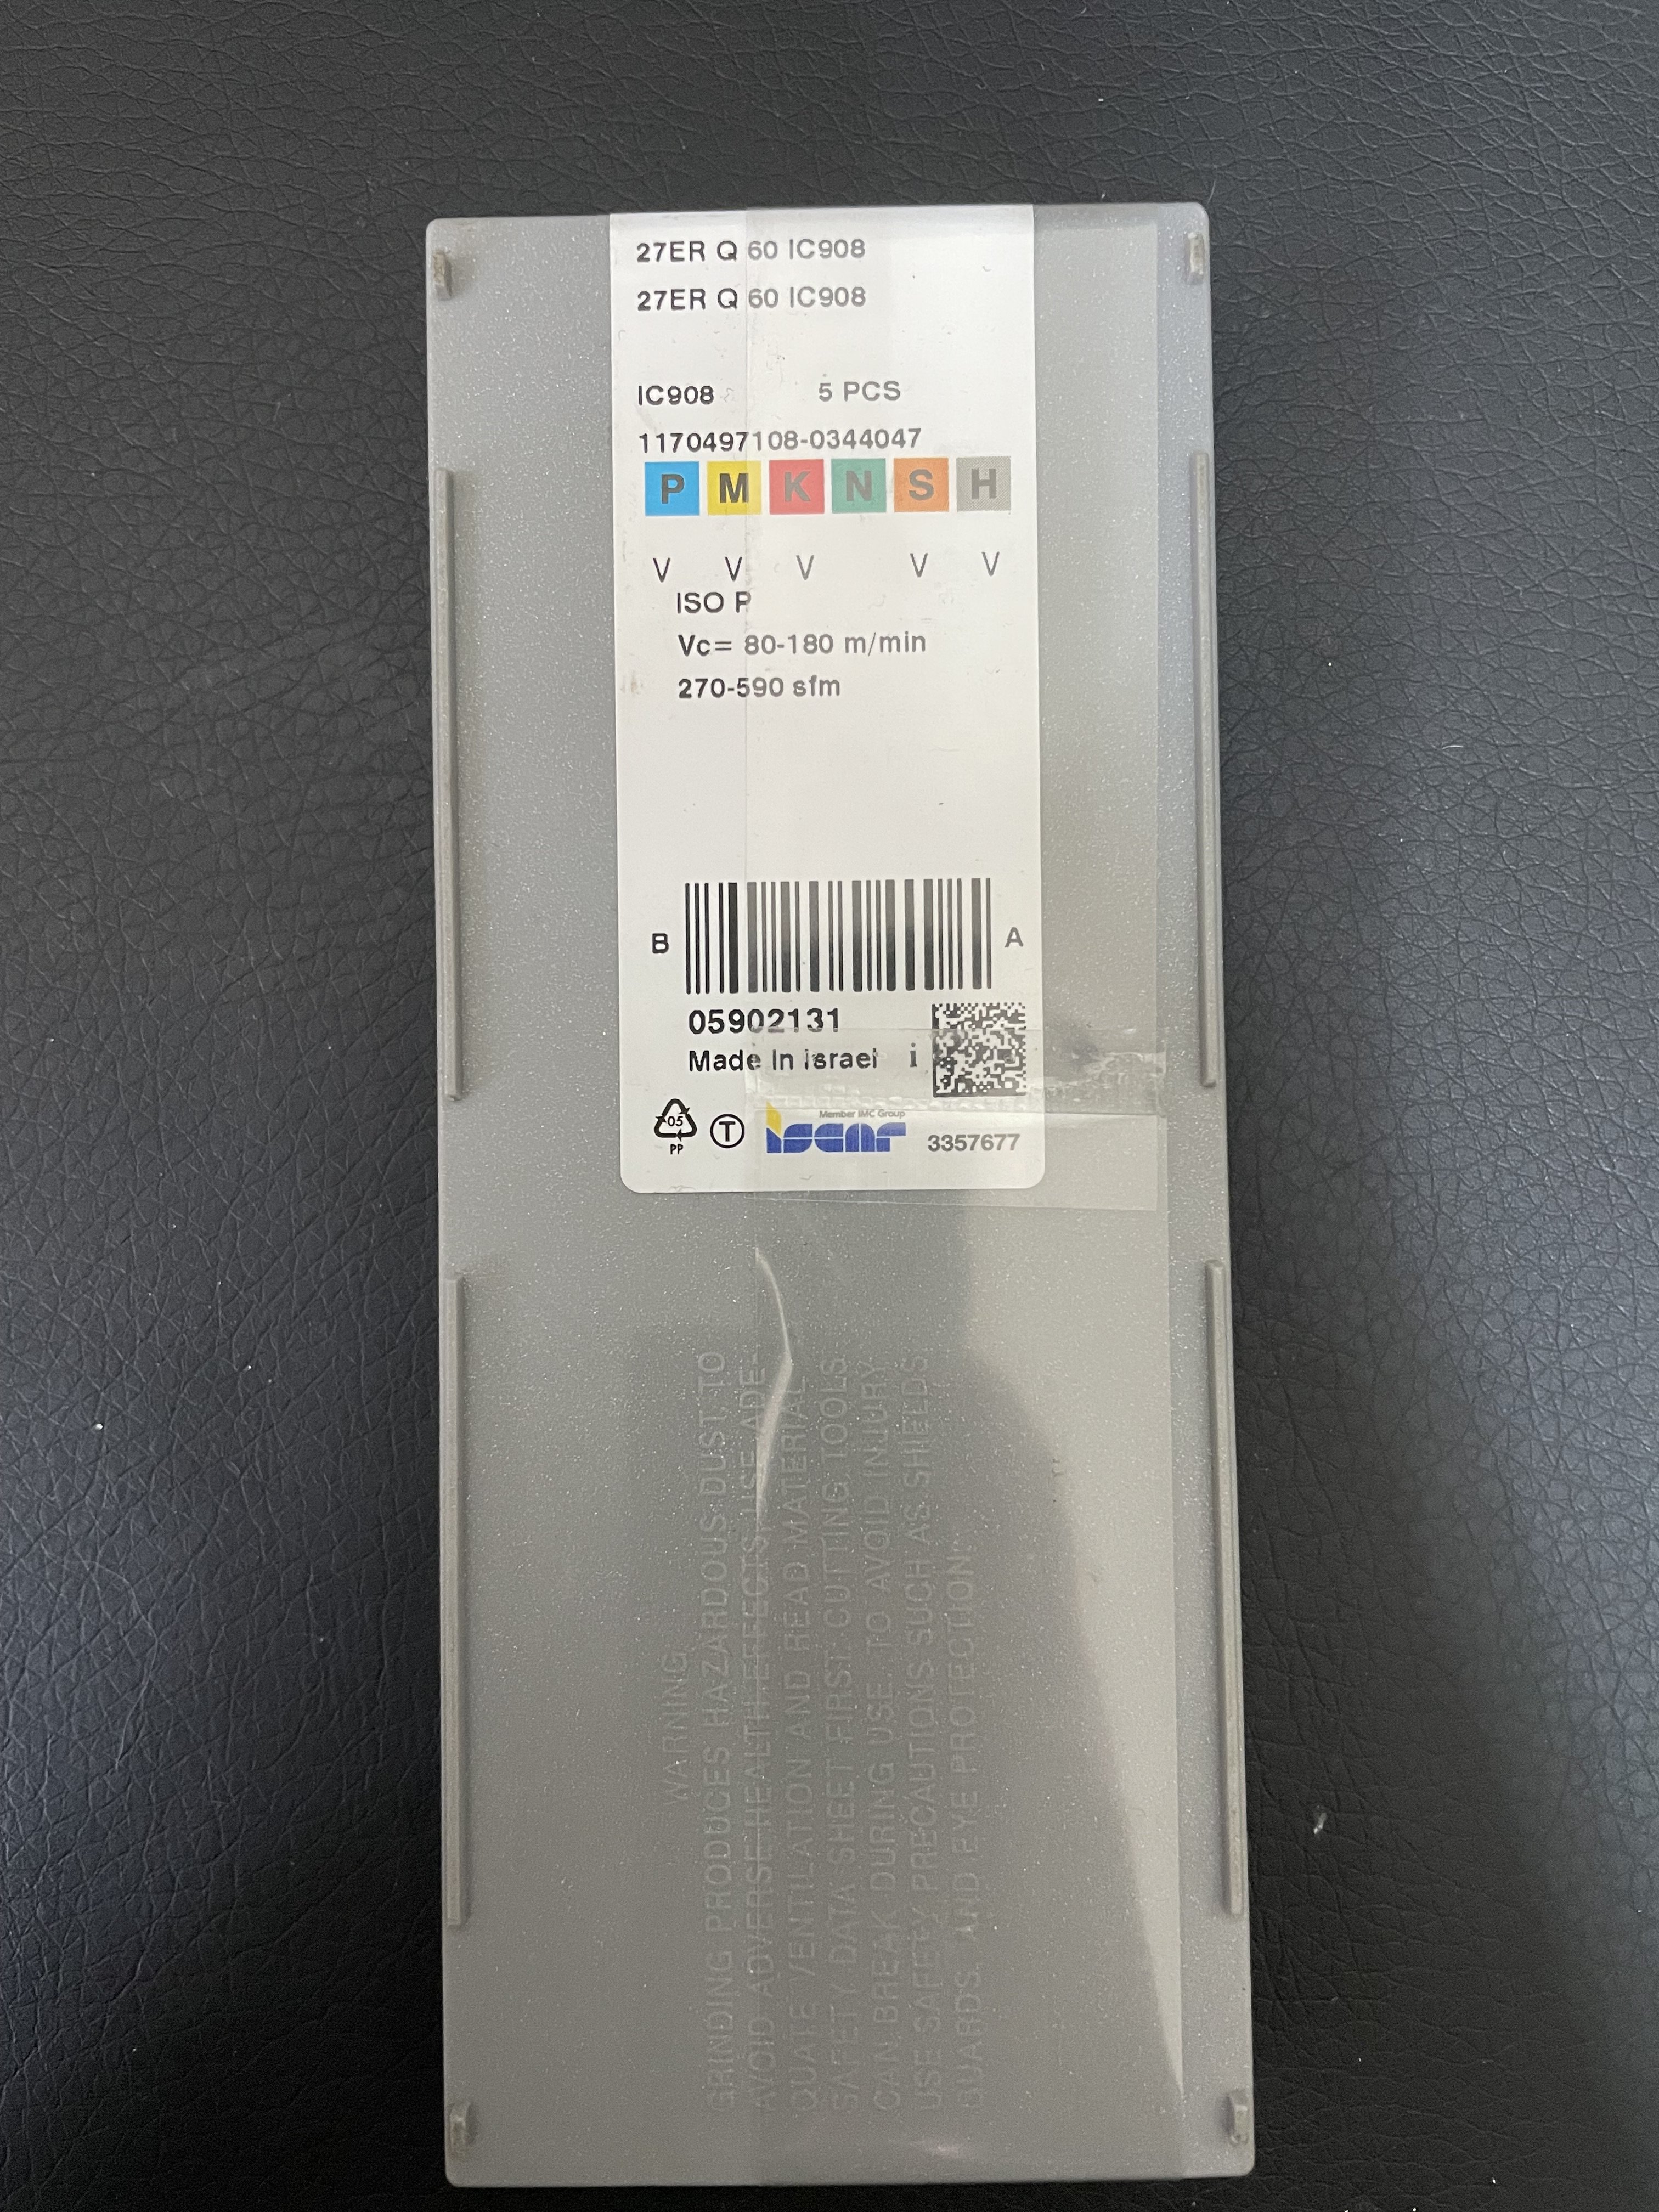 27ER Q 60 IC908
27ER Q 60 IC908
IC908 5 PCS
1170497108-0344047
P M K N S H
V V V V V
ISO P
Vc= 80-180 m/min
270-590 sfm
B A
05902131
Made In Israel i
05
PP
T
Member IMC Group
iscar
3357677
WARNING
GRINDING PRODUCES HAZARDOUS DUST. TO
AVOID ADVERSE HEALTH EFFECTS, USE ADE-
QUATE VENTILATION AND READ MATERIAL
SAFETY DATA SHEET FIRST. CUTTING TOOLS
CAN BREAK DURING USE. TO AVOID INJURY
USE SAFETY PRECAUTIONS SUCH AS SHIELDS
GUARDS, AND EYE PROTECTION.